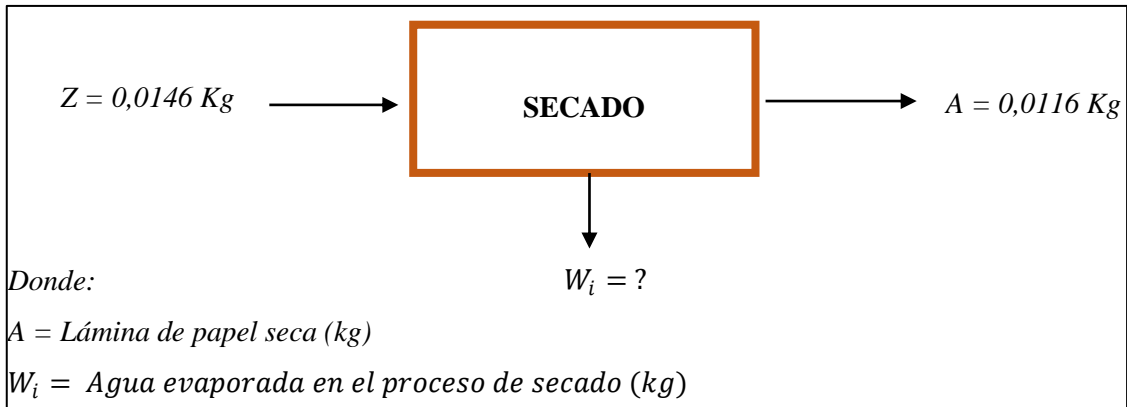 Z = 0,0146 Kg
SECADO
A = 0,0116 Kg
Donde:
W_i = ?
A = Lámina de papel seca (kg)
W_i = Agua evaporada en el proceso de secado (kg)